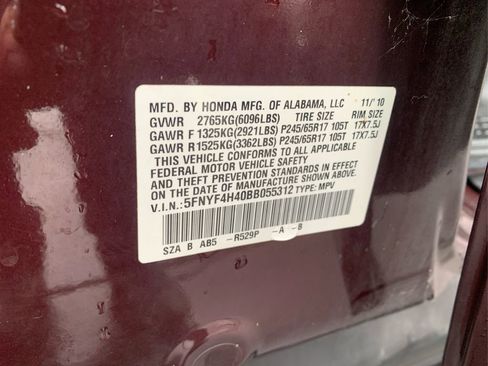 MFD. BY HONDA MFG. OF ALABAMA, LLC 11/'10
GVWR 2765KG(6096LBS) TIRE SIZE RIM SIZE
GAWR F 1325KG(2921LBS) P245/65R17 105T 17X7.5J
GAWR R 1525KG(3362LBS) P245/65R17 105T 17X7.5J
THIS VEHICLE CONFORMS TO ALL APPLICABLE
FEDERAL MOTOR VEHICLE SAFETY
AND THEFT PREVENTION STANDARDS IN EFFECT
ON THE DATE OF MANUFACTURE SHOWN ABOVE.
V.I.N.: 5FNYF4H40BB055312 TYPE: MPV
SZA B AB5 -R529P -A -B